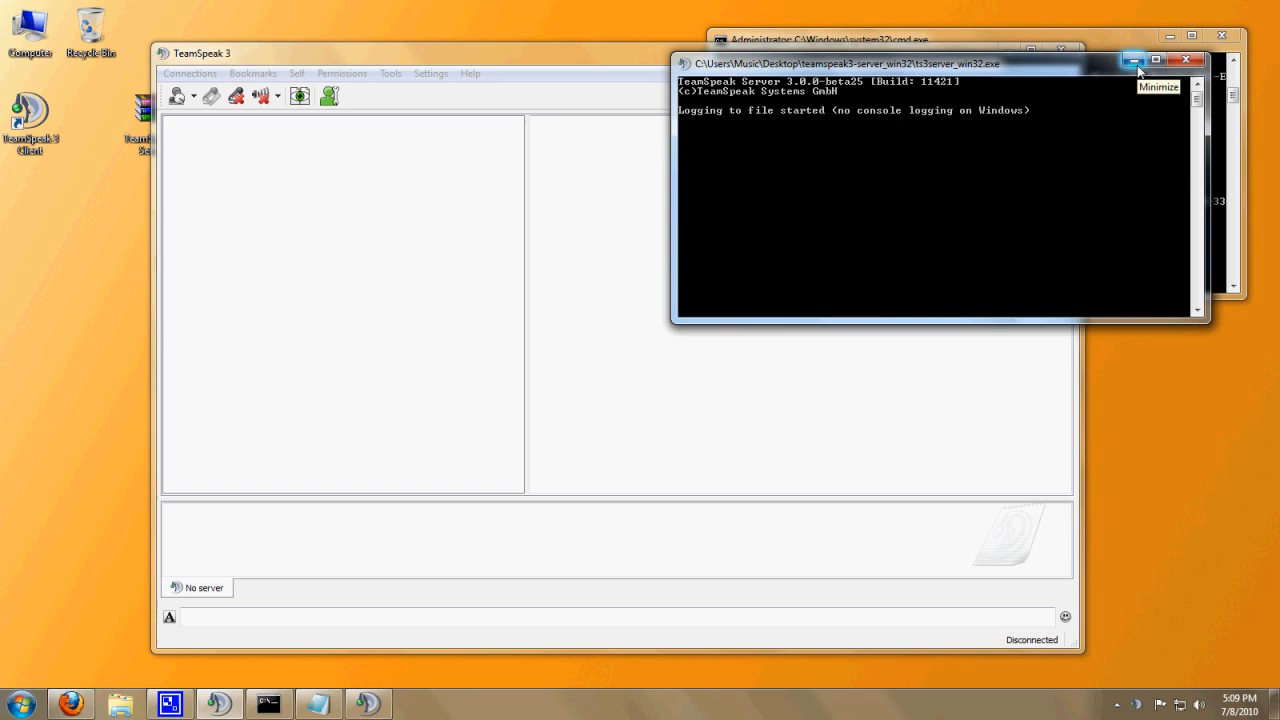 Computer
Recycle Bin
TeamSpeak 3
Client
TeamSpeak 3
Connections Bookmarks Self Permissions Tools Settings Help
Administrator: C:\Windows\system32\cmd.exe
C:\Users\Music\Desktop\teamspeak3-server_win32\ts3server_win32.exe
Minimize
TeamSpeak Server 3.0.0-beta25 [Build: 11421]
(c)TeamSpeak Systems GmbH
Logging to file started (no console logging on Windows)
-E
33
No server
A
Disconnected
C:\_
5:09 PM
7/8/2010